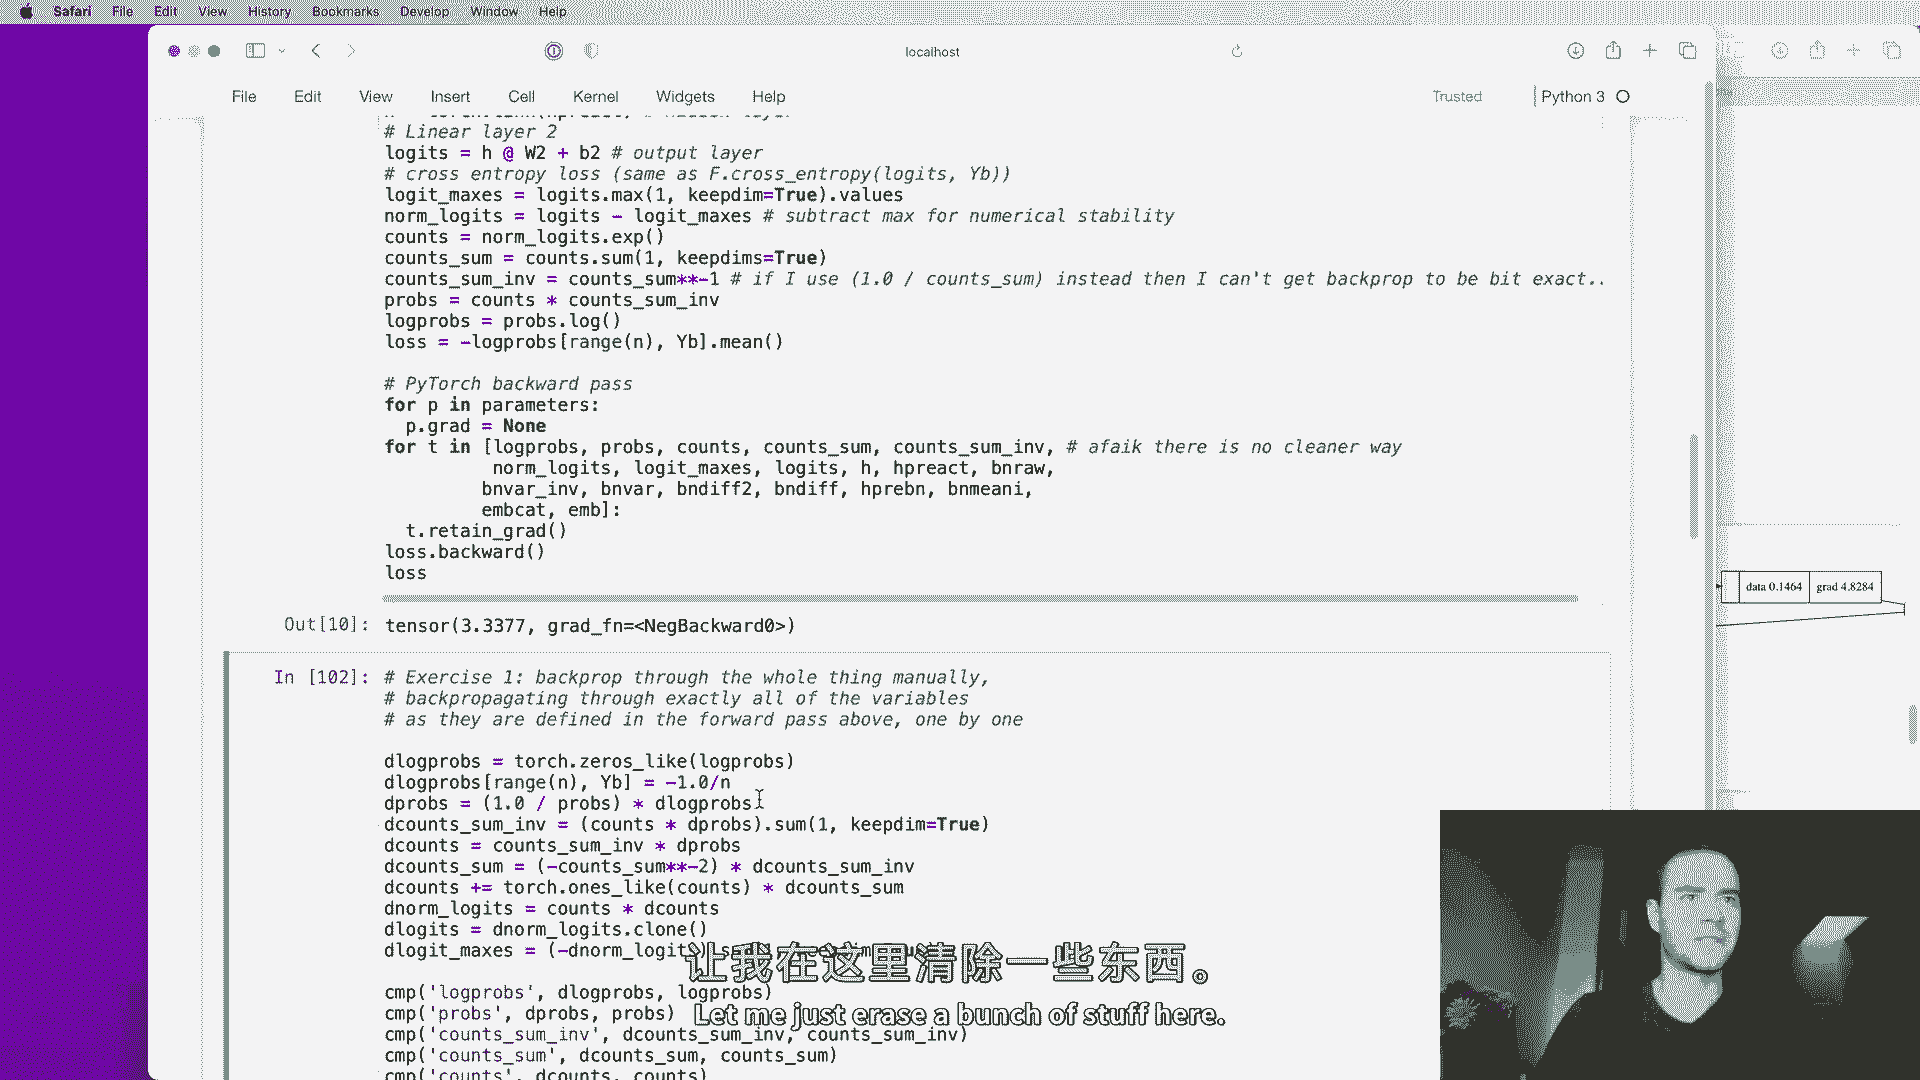 Safari File Edit View History Bookmarks Develop Window Help
localhost
File Edit View Insert Cell Kernel Widgets Help
Trusted Python 3
# Linear layer 2
logits = h @ W2 + b2 # output layer
# cross entropy loss (same as F.cross_entropy(logits, Yb))
logit_maxes = logits.max(1, keepdim=True).values
norm_logits = logits - logit_maxes # subtract max for numerical stability
counts = norm_logits.exp()
counts_sum = counts.sum(1, keepdims=True)
counts_sum_inv = counts_sum**-1 # if I use (1.0 / counts_sum) instead then I can't get backprop to be bit exact..
probs = counts * counts_sum_inv
logprobs = probs.log()
loss = -logprobs[range(n), Yb].mean()
# PyTorch backward pass
for p in parameters:
p.grad = None
for t in [logprobs, probs, counts, counts_sum, counts_sum_inv, # afaik there is no cleaner way
norm_logits, logit_maxes, logits, h, hpreact, bnraw,
bnvar_inv, bnvar, bndiff2, bndiff, hprebn, bnmeani,
embcat, emb]:
t.retain_grad()
loss.backward()
loss
data 0.1464 grad 4.8284
Out[10]: tensor(3.3377, grad_fn=<NegBackward0>)
In [102]: # Exercise 1: backprop through the whole thing manually,
# backpropagating through exactly all of the variables
# as they are defined in the forward pass above, one by one
dlogprobs = torch.zeros_like(logprobs)
dlogprobs[range(n), Yb] = -1.0/n
dprobs = (1.0 / probs) * dlogprobs
dcounts_sum_inv = (counts * dprobs).sum(1, keepdim=True)
dcounts = counts_sum_inv * dprobs
dcounts_sum = (-counts_sum**-2) * dcounts_sum_inv
dcounts += torch.ones_like(counts) * dcounts_sum
dnorm_logits = counts * dcounts
dlogits = dnorm_logits.clone()
dlogit_maxes = (-dnorm_logits)
让我在这里清除一些东西。
cmp('logprobs', dlogprobs, logprobs)
cmp('probs', dprobs, probs)
Let me just erase a bunch of stuff here.
cmp('counts_sum_inv', dcounts_sum_inv, counts_sum_inv)
cmp('counts_sum', dcounts_sum, counts_sum)
cmp('counts', dcounts, counts)